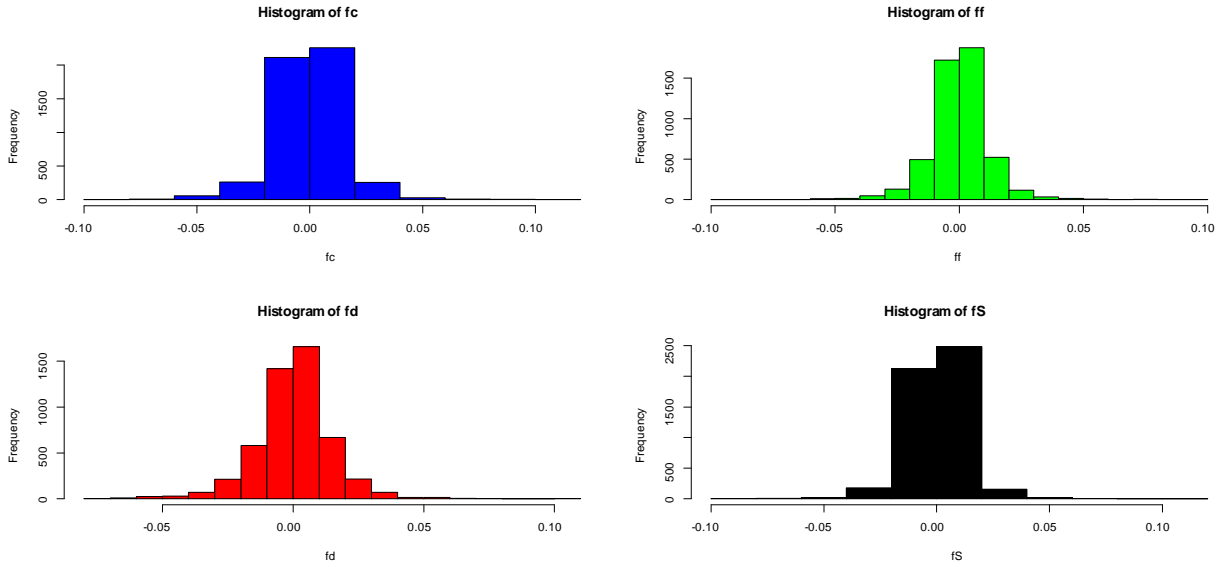 Histogram of fc
Frequency
1500
500
0
-0.10 -0.05 0.00 0.05 0.10
fc
Histogram of ff
Frequency
1500
1000
500
0
-0.10 -0.05 0.00 0.05 0.10
ff
Histogram of fd
Frequency
1500
1000
500
0
-0.05 0.00 0.05 0.10
fd
Histogram of fS
Frequency
2500
1500
500
0
-0.10 -0.05 0.00 0.05 0.10
fS